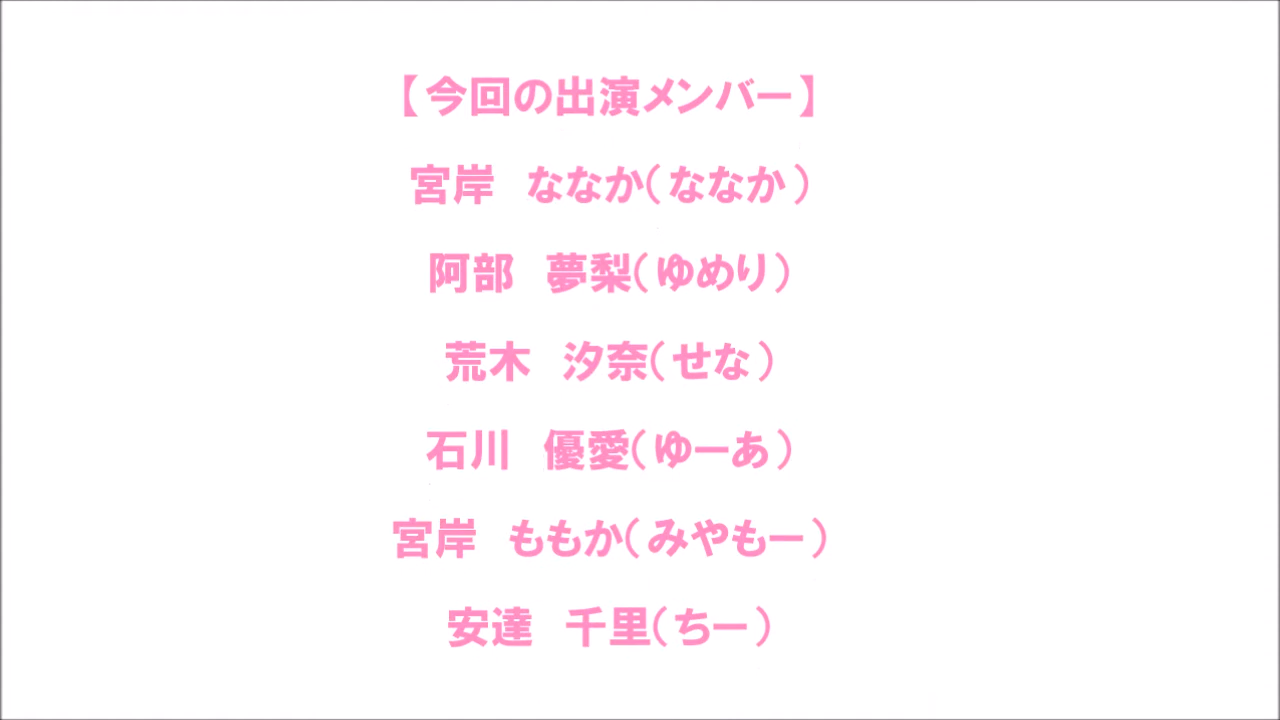 【今回の出演メンバー】
宮岸　ななか（ななか）
阿部　夢梨（ゆめり）
荒木　汐奈（せな）
石川　優愛（ゆーあ）
宮岸　ももか（みやもー）
安達　千里（ちー）